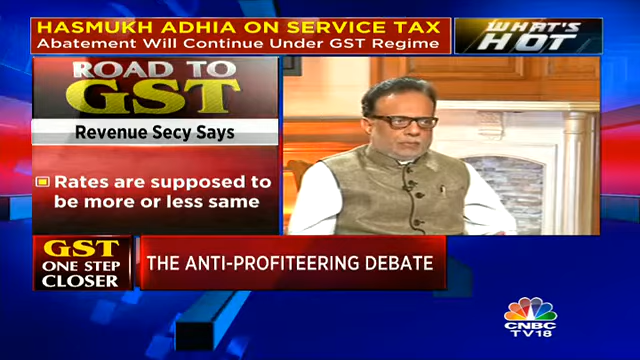 HASMUKH ADHIA ON SERVICE TAX
Abatement Will Continue Under GST Regime
WHAT'S
HOT
ROAD TO
GST
Revenue Secy Says
Rates are supposed to
be more or less same
GST
ONE STEP
CLOSER
THE ANTI-PROFITEERING DEBATE
CNBC
TV18